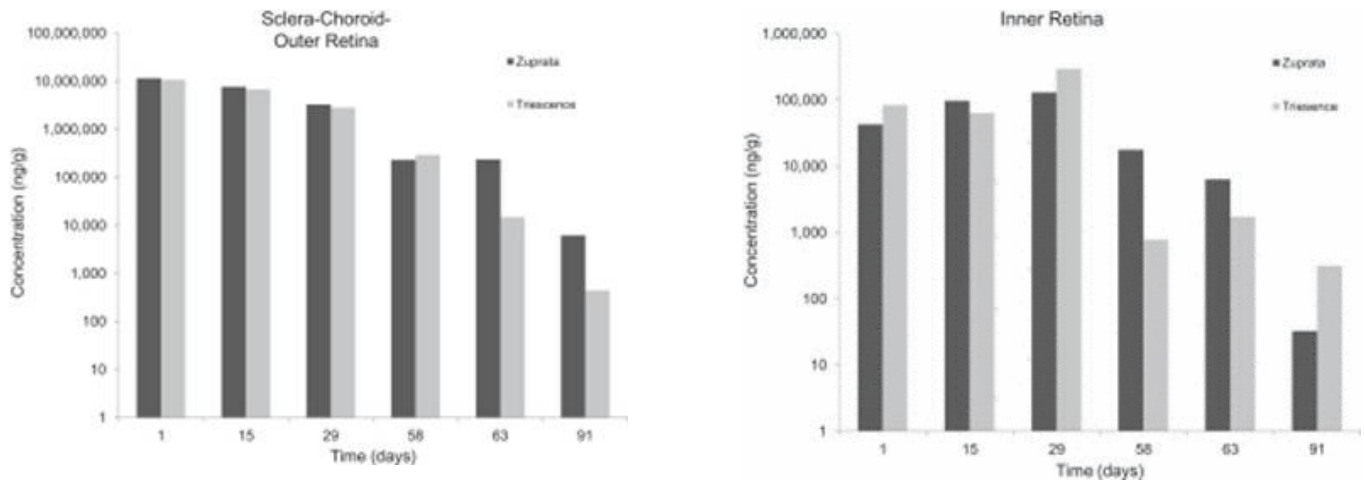 Sclera-Choroid-
Outer Retina
100,000,000
10,000,000
1,000,000
100,000
10,000
1,000
100
10
1
Concentration (ng/g)
Zuprata
Triescenos
1 15 29 58 63 91
Time (days)
Inner Retina
1,000,000
100,000
10,000
1,000
100
10
1
Concentration (ng/g)
Zuprata
Triesence
1 15 29 58 63 91
Time (days)